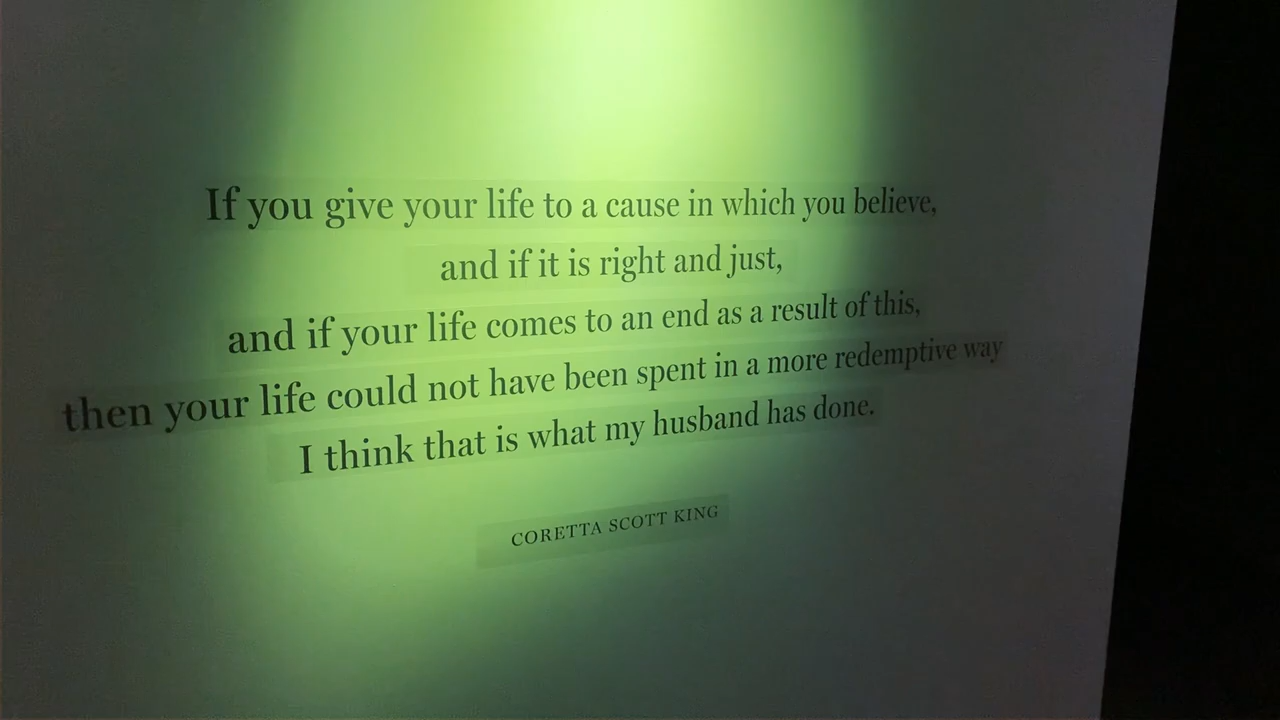 If you give your life to a cause in which you believe,
and if it is right and just,
and if your life comes to an end as a result of this,
then your life could not have been spent in a more redemptive way
I think that is what my husband has done.
CORETTA SCOTT KING